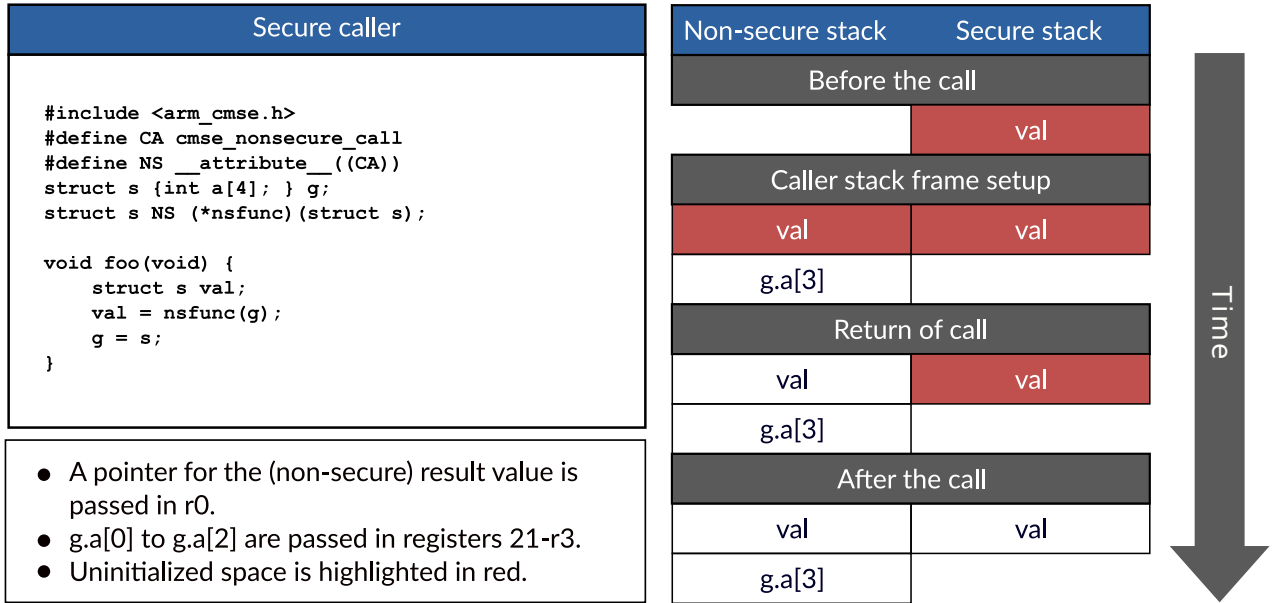 Secure caller
#include <arm_cmse.h>
#define CA cmse_nonsecure_call
#define NS __attribute__((CA))
struct s {int a[4]; } g;
struct s NS (*nsfunc)(struct s);
void foo(void) {
    struct s val;
    val = nsfunc(g);
    g = s;
}
● A pointer for the (non-secure) result value is
passed in r0.
● g.a[0] to g.a[2] are passed in registers 21-r3.
● Uninitialized space is highlighted in red.
Non-secure stack Secure stack
Before the call
val
Caller stack frame setup
val val
g.a[3]
Return of call
val val
g.a[3]
After the call
val val
g.a[3]
Time